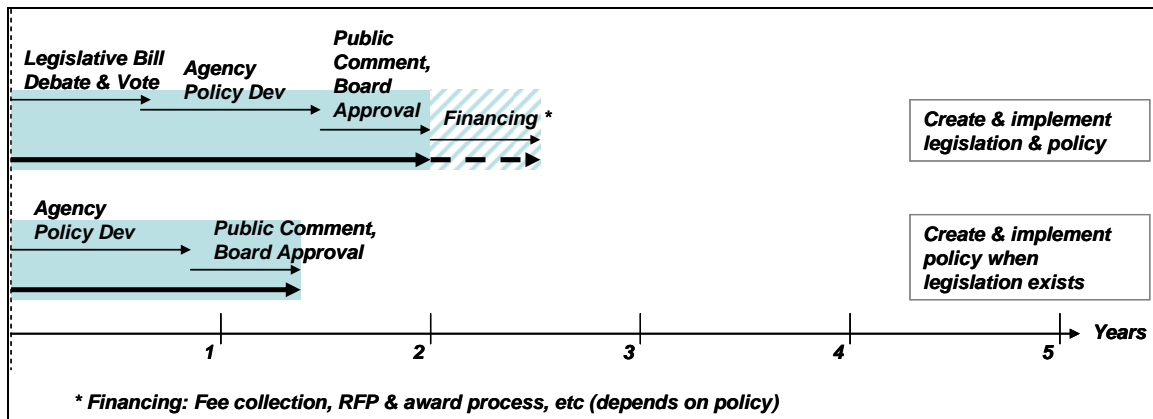 Legislative Bill
Debate & Vote
Agency
Policy Dev
Public
Comment,
Board
Approval
Financing *
Create & implement
legislation & policy
Agency
Policy Dev
Public Comment,
Board Approval
Create & implement
policy when
legislation exists
1
2
3
4
5
Years
* Financing: Fee collection, RFP & award process, etc (depends on policy)